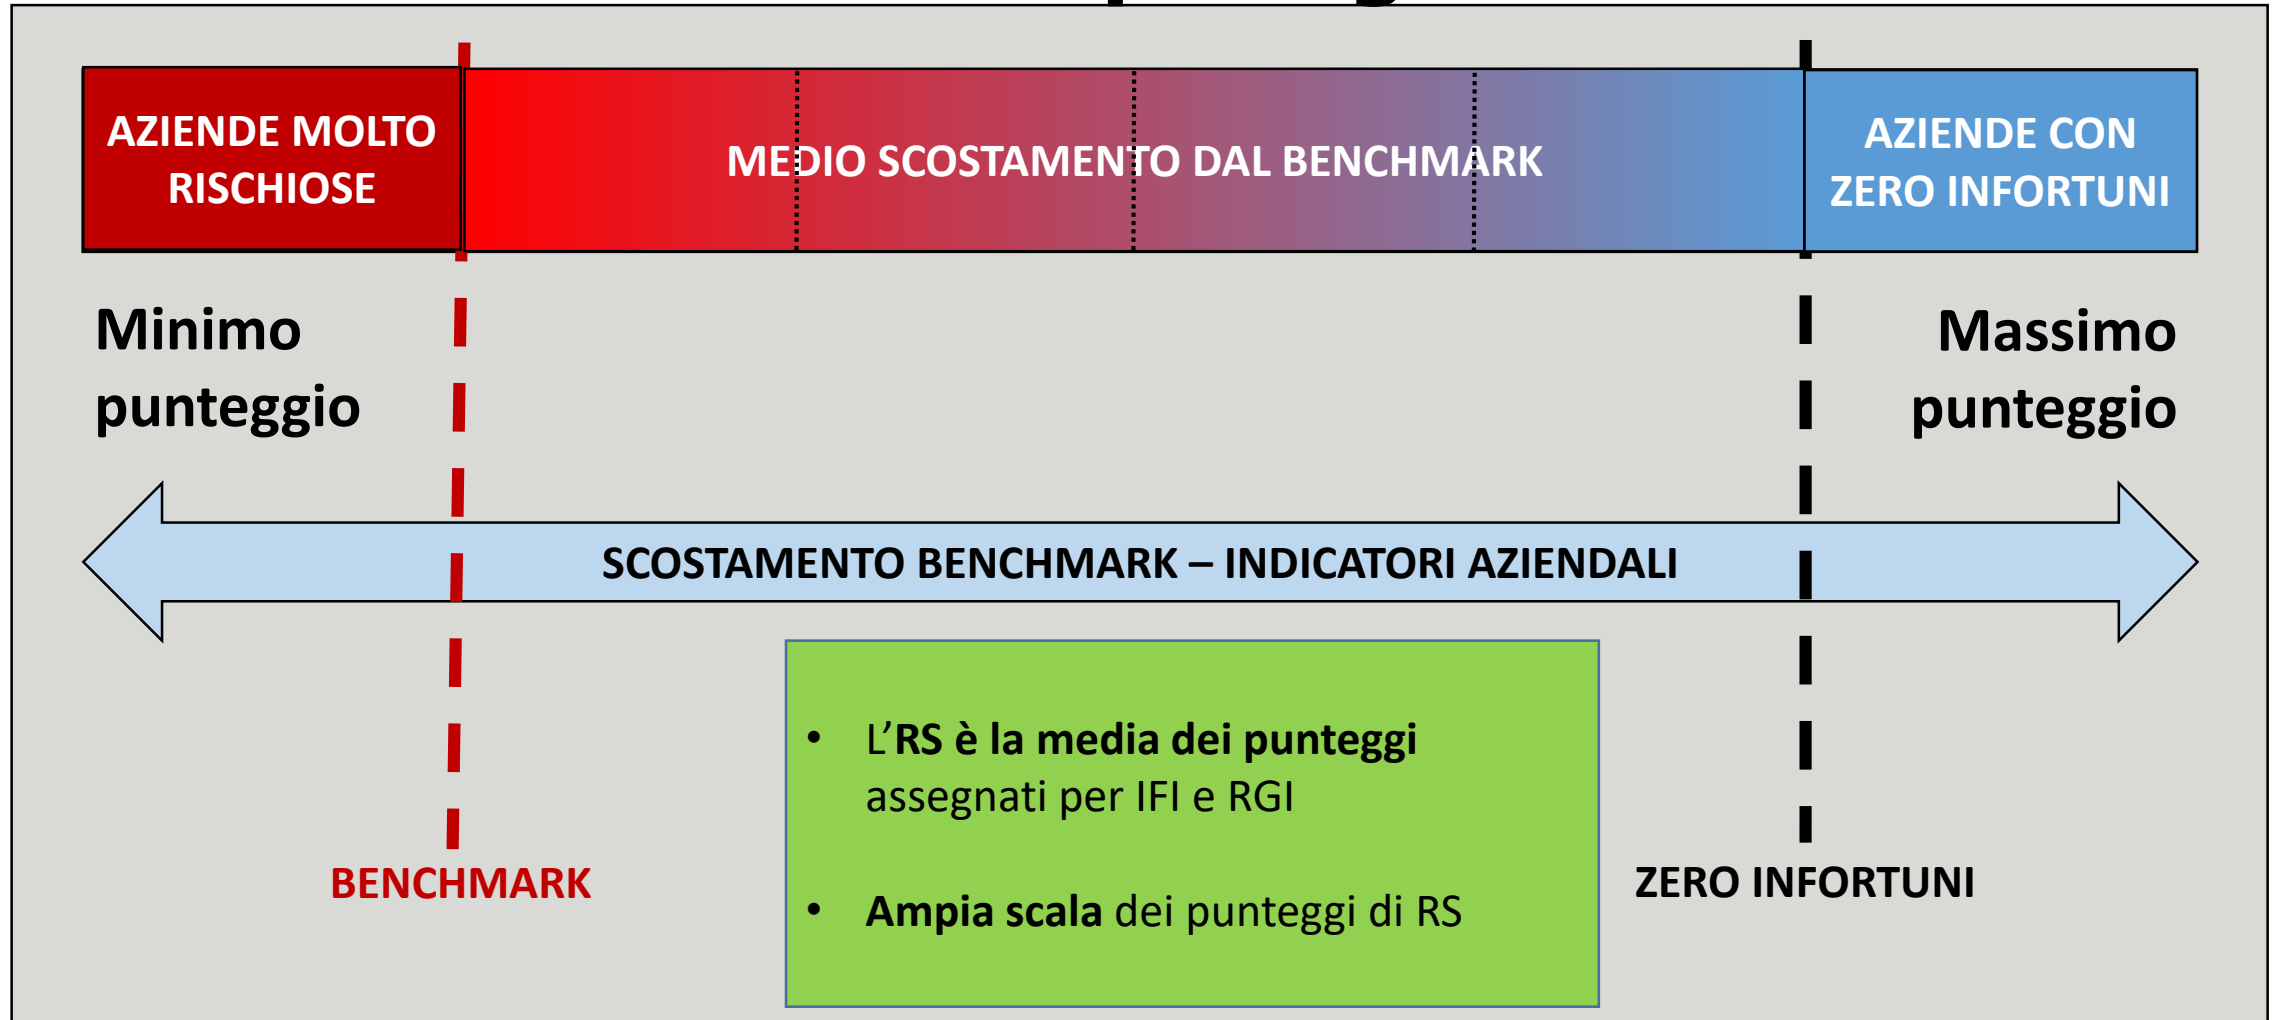 AZIENDE MOLTO
RISCHIOSE
MEDIO SCOSTAMENTO DAL BENCHMARK
AZIENDE CON
ZERO INFORTUNI
Minimo
punteggio
Massimo
punteggio
SCOSTAMENTO BENCHMARK – INDICATORI AZIENDALI
• L’RS è la media dei punteggi
assegnati per IFI e RGI
• Ampia scala dei punteggi di RS
BENCHMARK
ZERO INFORTUNI